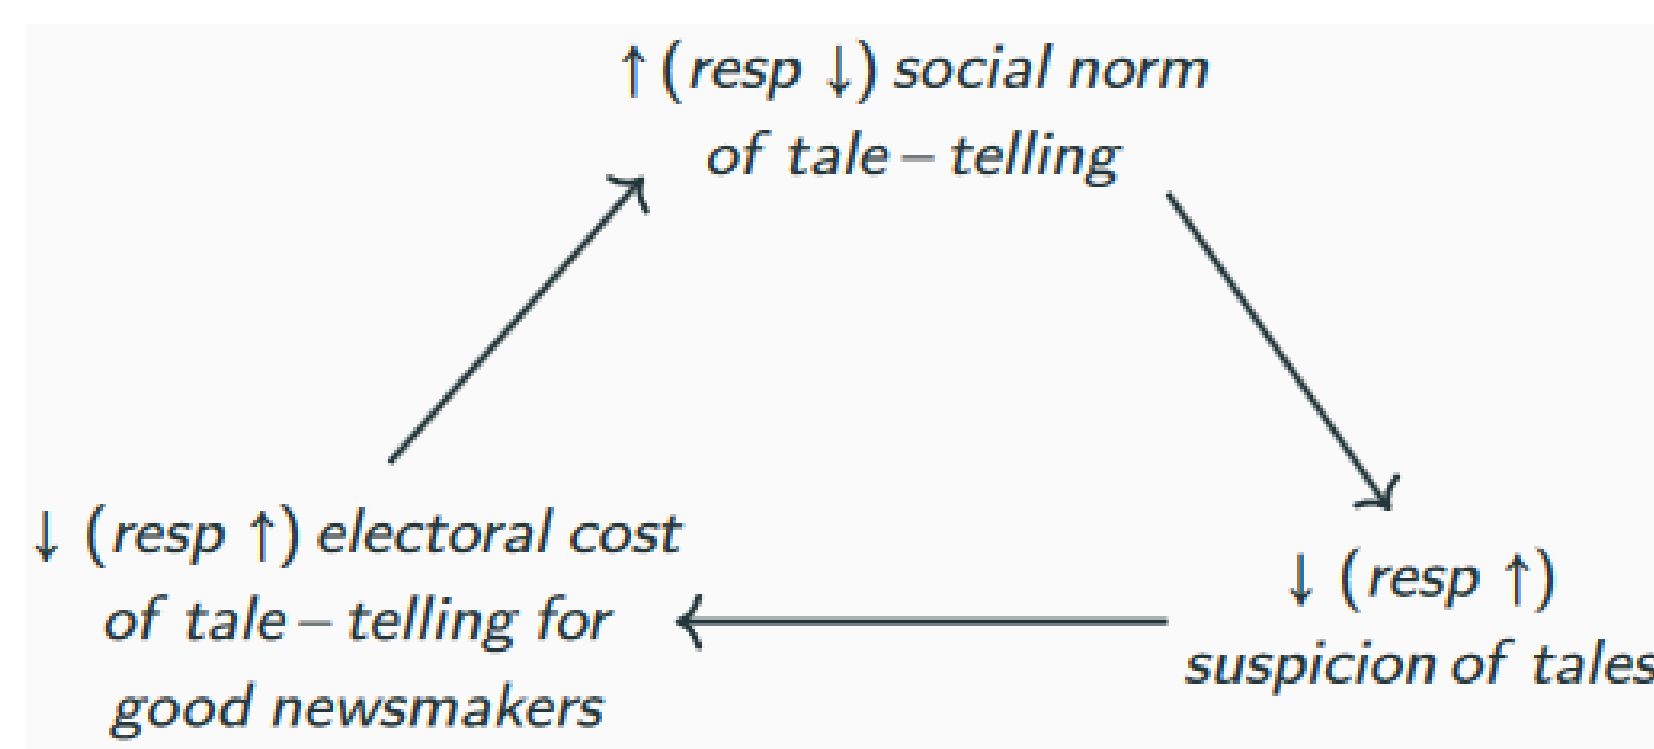 ↑ (resp ↓) social norm
of tale – telling
↓ (resp ↑) electoral cost
of tale – telling for
good newsmakers
↓ (resp ↑)
suspicion of tales